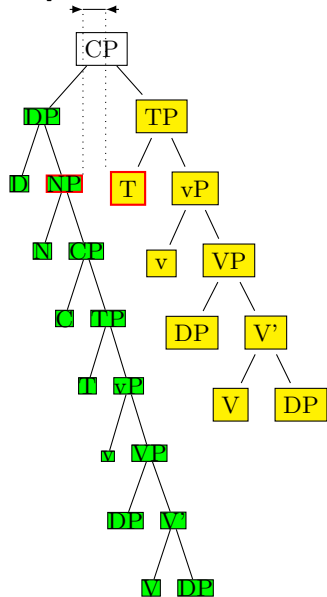 CP
DP TP
D NP T vP
N CP v VP
C TP DP V'
T vP V DP
v VP
DP V'
V DP